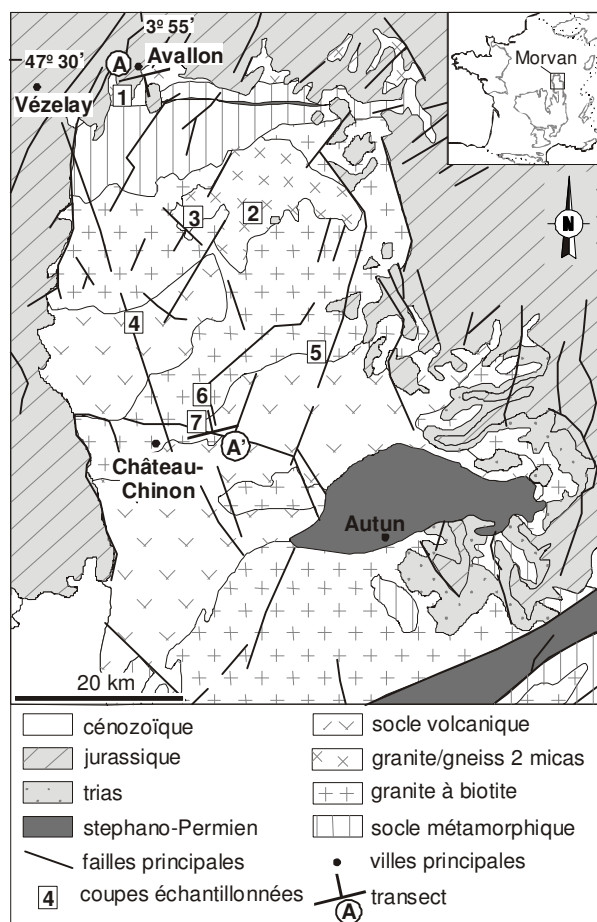 3º 55'
47º 30'
A
Avallon
Morvan
Vézelay
1
3
2
N
4
5
6
7
A'
Château-
Chinon
Autun
20 km
cénozoïque
socle volcanique
jurassique
granite/gneiss 2 micas
trias
granite à biotite
stephano-Permien
socle métamorphique
failles principales
villes principales
4 coupes échantillonnées
A transect